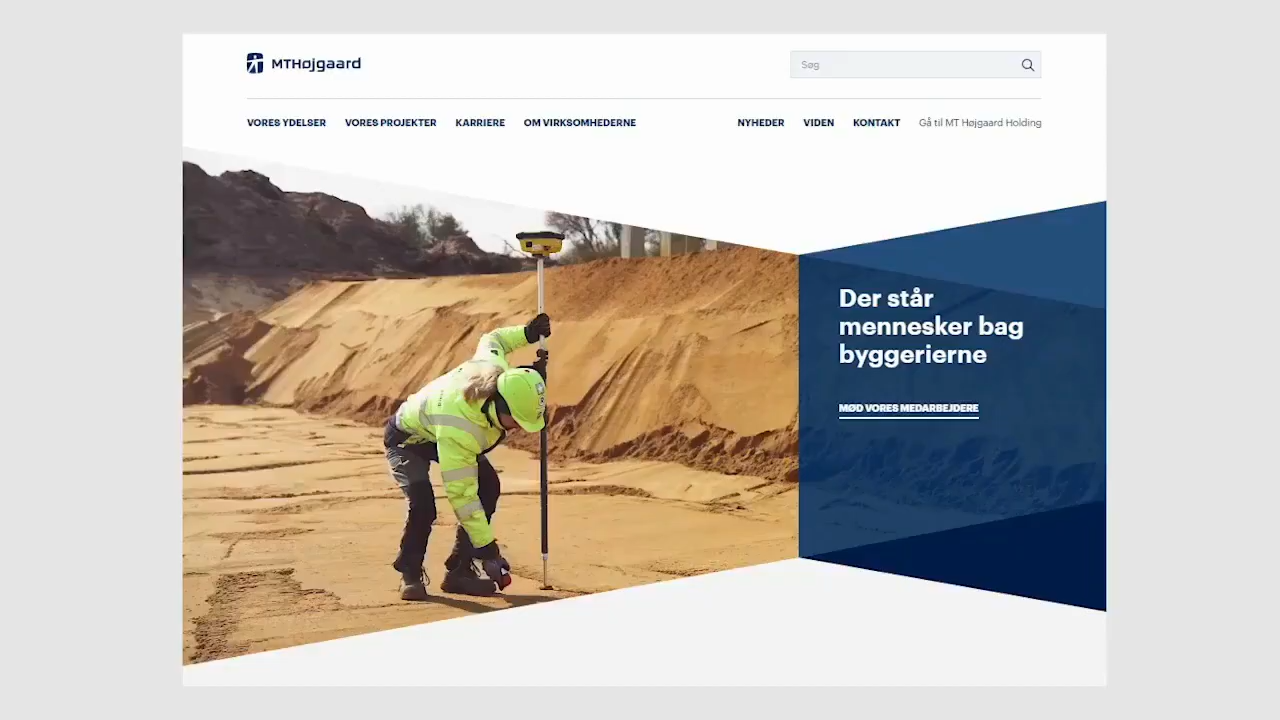 MTHøjgaard
Søg
VORES YDELSER
VORES PROJEKTER
KARRIERE
OM VIRKSOMHEDERNE
NYHEDER
VIDEN
KONTAKT
Gå til MT Højgaard Holding
Der står
mennesker bag
byggerierne
MØD VORES MEDARBEJDERE